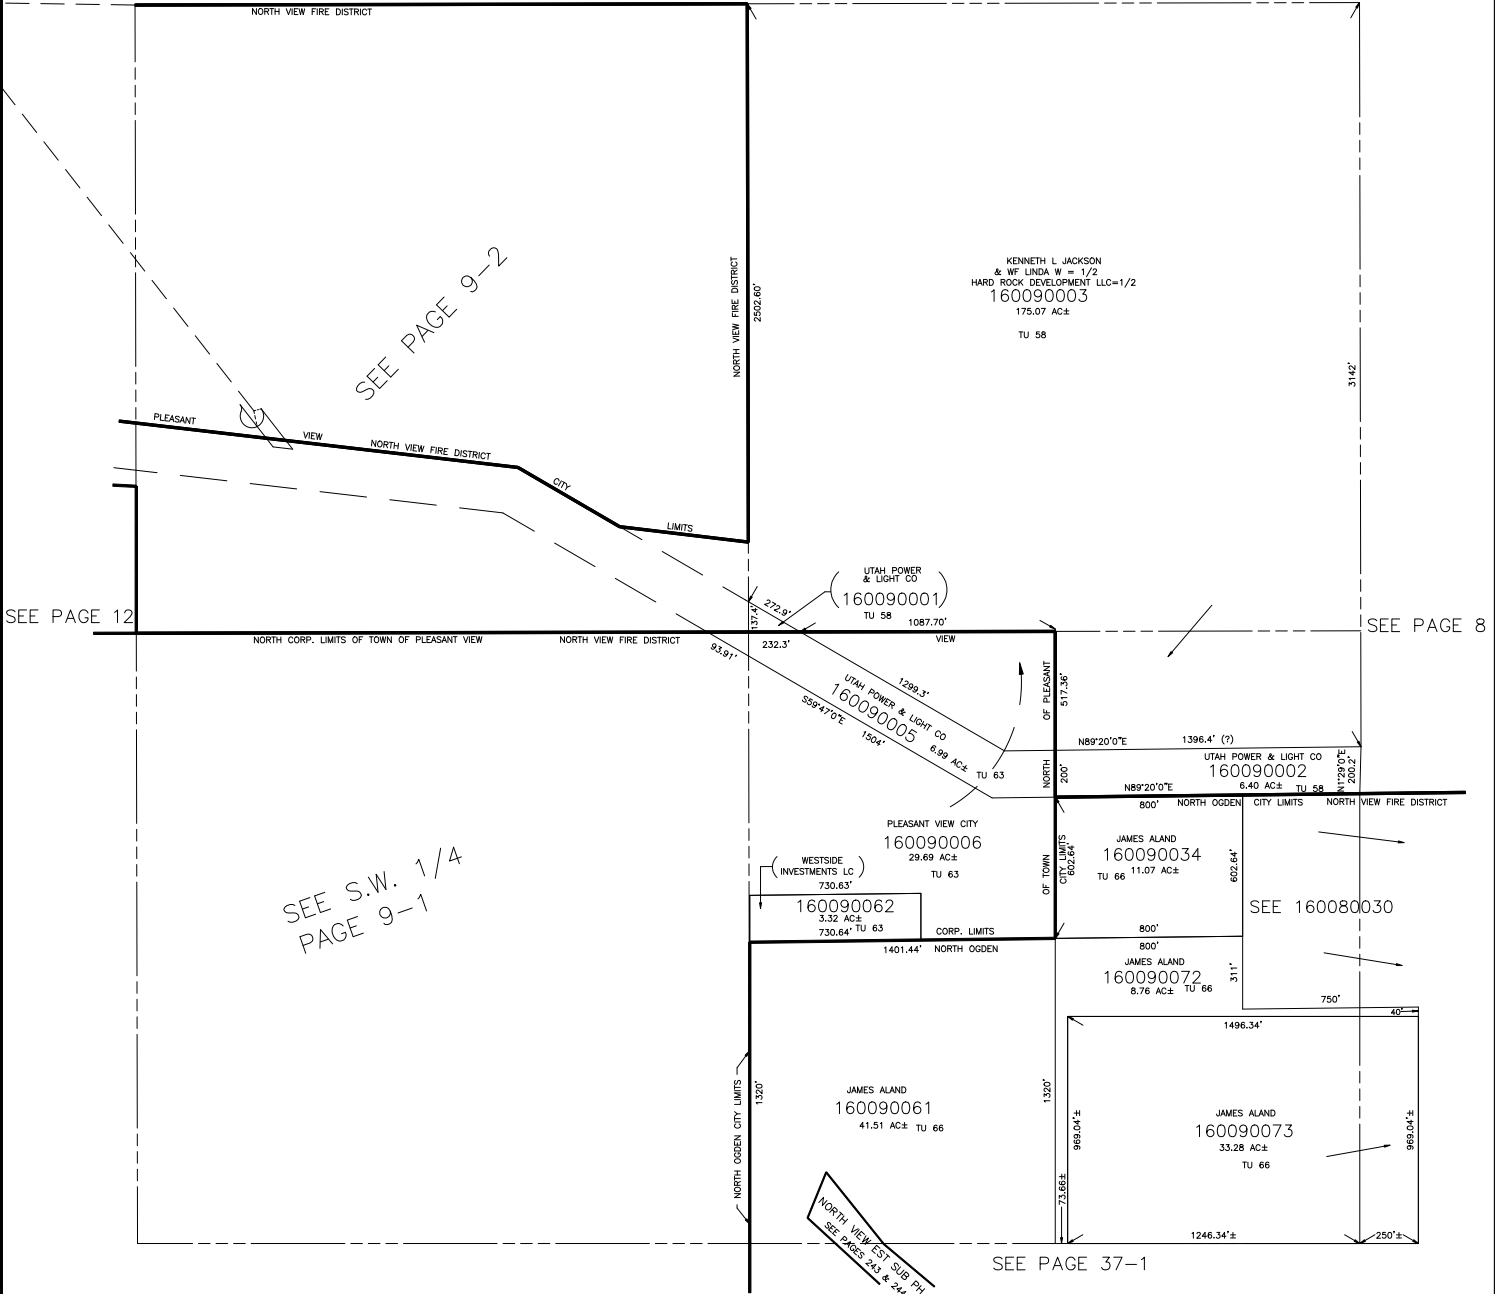 NORTH VIEW FIRE DISTRICT
SEE PAGE 9-2
NORTH VIEW FIRE DISTRICT
2502.60'
KENNETH L JACKSON
& WF LINDA W = 1/2
HARD ROCK DEVELOPMENT LLC=1/2
160090003
175.07 AC±
TU 58
3142'
PLEASANT
VIEW
NORTH VIEW FIRE DISTRICT
CITY
LIMITS
SEE PAGE 12
NORTH CORP. LIMITS OF TOWN OF PLEASANT VIEW
NORTH VIEW FIRE DISTRICT
137.4'
272.9'
UTAH POWER
& LIGHT CO
160090001
TU 58
1087.70'
VIEW
SEE PAGE 8
93.91'
232.3'
1299.3'
UTAH POWER & LIGHT CO
160090005
6.99 AC±
TU 63
S59°47'0"E
1504'
OF PLEASANT
517.36'
NORTH
200'
N89°20'0"E
1396.4' (?)
UTAH POWER & LIGHT CO
160090002
6.40 AC±
TU 58
N1°29'0"E
200.2'
N89°20'0"E
800'
NORTH OGDEN
CITY LIMITS
NORTH VIEW FIRE DISTRICT
PLEASANT VIEW CITY
160090006
29.69 AC±
TU 63
OF TOWN
CITY LIMITS
602.64'
JAMES ALAND
160090034
11.07 AC±
TU 66
602.64'
WESTSIDE
INVESTMENTS LC
730.63'
160090062
3.32 AC±
TU 63
730.64'
SEE 160080030
SEE S.W. 1/4
PAGE 9-1
CORP. LIMITS
1401.44'
NORTH OGDEN
800'
800'
JAMES ALAND
160090072
8.76 AC±
TU 66
311'
750'
40'
1496.34'
NORTH OGDEN CITY LIMITS
1320'
JAMES ALAND
160090061
41.51 AC±
TU 66
1320'
73.66±
969.04'±
JAMES ALAND
160090073
33.28 AC±
TU 66
969.04'±
NORTH VIEW EST SUB PH
SEE PAGES 243 & 244
1246.34'±
250'±
SEE PAGE 37-1